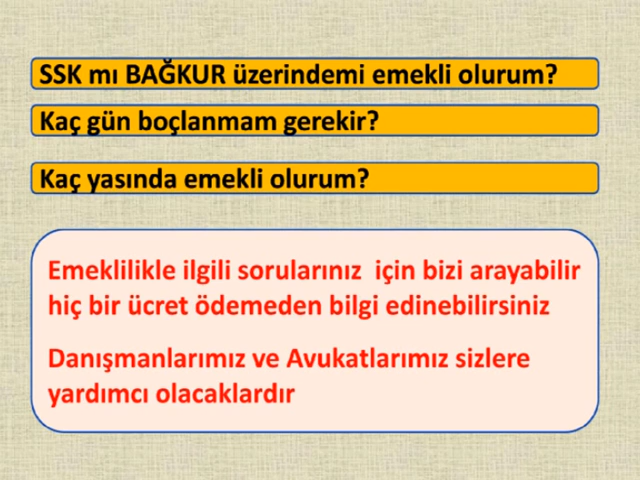 SSK mı BAĞKUR üzerindemi emekli olurum?
Kaç gün boçlanmam gerekir?
Kaç yasında emekli olurum?
Emeklilikle ilgili sorularınız için bizi arayabilir
hiç bir ücret ödemeden bilgi edinebilirsiniz
Danışmanlarımız ve Avukatlarımız sizlere
yardımcı olacaklardır